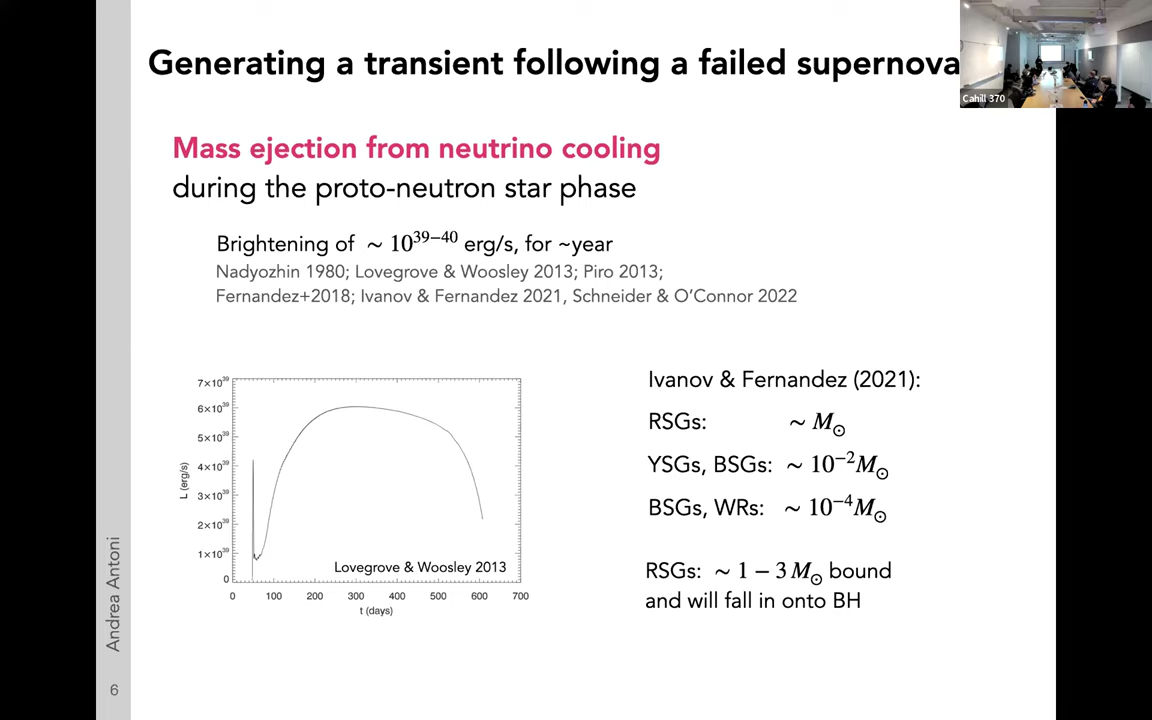 Generating a transient following a failed supernova
Cahill 370
Mass ejection from neutrino cooling
during the proto-neutron star phase
Brightening of ∼ 10^{39−40} erg/s, for ~year
Nadyozhin 1980; Lovegrove & Woosley 2013; Piro 2013;
Fernandez+2018; Ivanov & Fernandez 2021, Schneider & O’Connor 2022
7×10^{39}
6×10^{39}
5×10^{39}
4×10^{39}
3×10^{39}
2×10^{39}
1×10^{39}
0
L (erg/s)
Lovegrove & Woosley 2013
0 100 200 300 400 500 600 700
t (days)
Ivanov & Fernandez (2021):
RSGs: ∼ M_⊙
YSGs, BSGs: ∼ 10^{−2}M_⊙
BSGs, WRs: ∼ 10^{−4}M_⊙
RSGs: ∼ 1 − 3 M_⊙ bound
and will fall in onto BH
Andrea Antoni
6